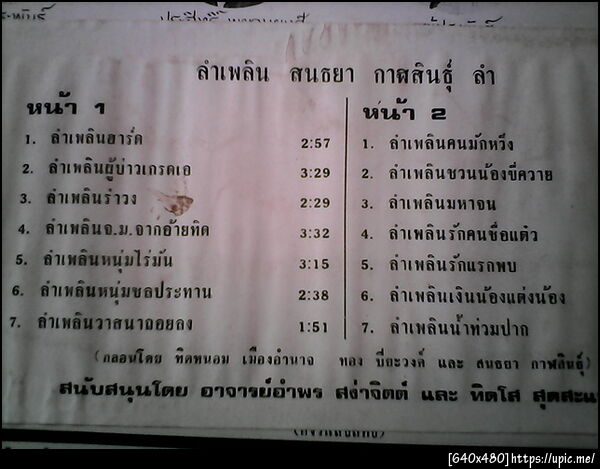 ลำเพลิน สนธยา กาฬสินธุ์ ลำ
หน้า 1
1. ลำเพลินฮาร์ด 2:57
2. ลำเพลินผู้บ่าวเกรดเอ 3:29
3. ลำเพลินรำวง 2:29
4. ลำเพลินจ.ม.จากอ้ายทิด 3:32
5. ลำเพลินหนุ่มไร่มัน 3:15
6. ลำเพลินหนุ่มชลประทาน 2:38
7. ลำเพลินวาสนาถอยลง 1:51
หน้า 2
1. ลำเพลินคนมักหวึง
2. ลำเพลินชวนน้องขี่ควาย
3. ลำเพลินมหาจน
4. ลำเพลินรักคนชื่อแต๋ว
5. ลำเพลินรักแรกพบ
6. ลำเพลินเงินน้องแต่งน้อง
7. ลำเพลินน้ำท่วมปาก
(กลอนโดย ทิดหนอม เมืองอำนาจ ทอง ปิยะวงค์ และ สนธยา กาฬสินธุ์)
สนับสนุนโดย อาจารย์อำพร สง่าจิตต์ และ ทิดโส สุดสะแ
[640x480]https://upic.me/